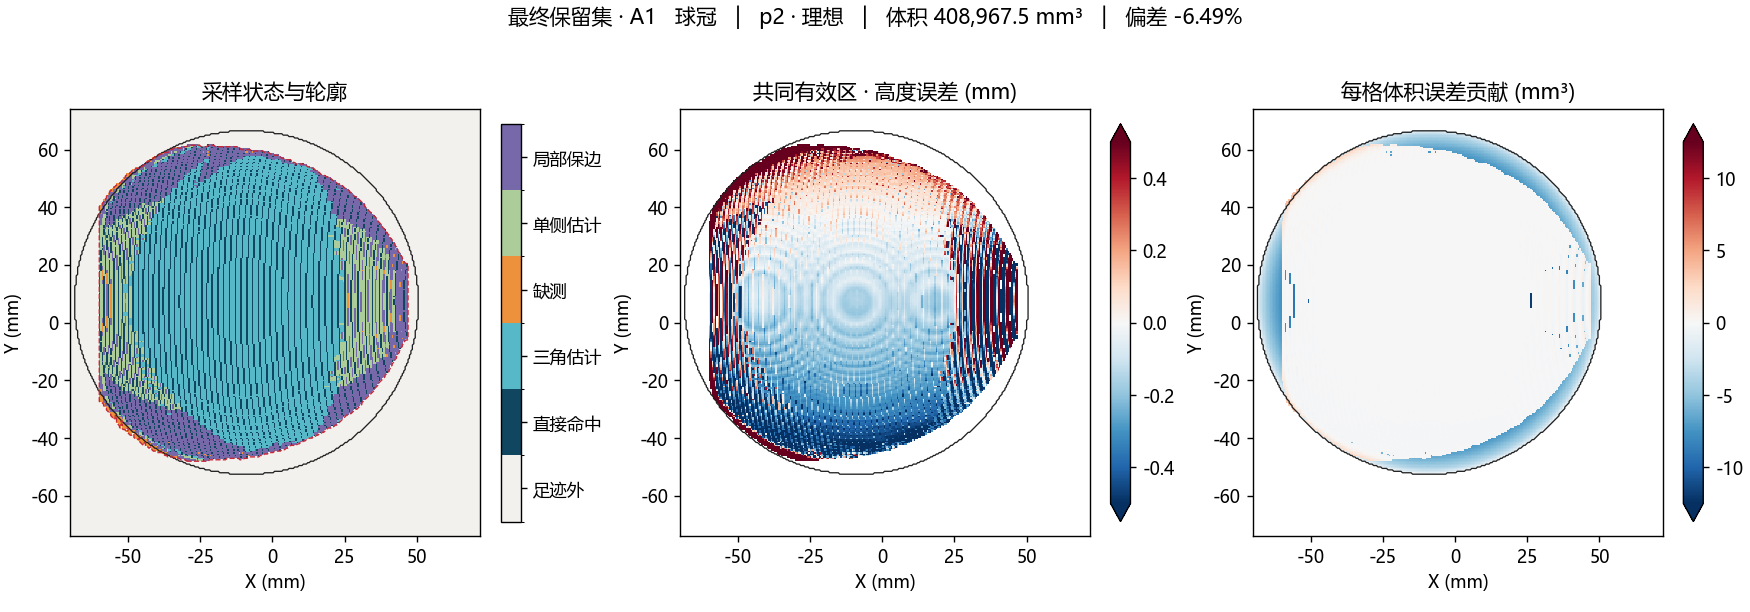 最终保留集 · A1 球冠 | p2 · 理想 | 体积 408,967.5 mm³ | 偏差 -6.49%
采样状态与轮廓
60
40
20
0
-20
-40
-60
Y (mm)
-50
-25
0
25
50
X (mm)
局部保边
单侧估计
缺测
三角估计
直接命中
足迹外
共同有效区 · 高度误差 (mm)
60
40
20
0
-20
-40
-60
Y (mm)
-50
-25
0
25
50
X (mm)
0.4
0.2
0.0
-0.2
-0.4
每格体积误差贡献 (mm³)
60
40
20
0
-20
-40
-60
Y (mm)
-50
-25
0
25
50
X (mm)
10
5
0
-5
-10